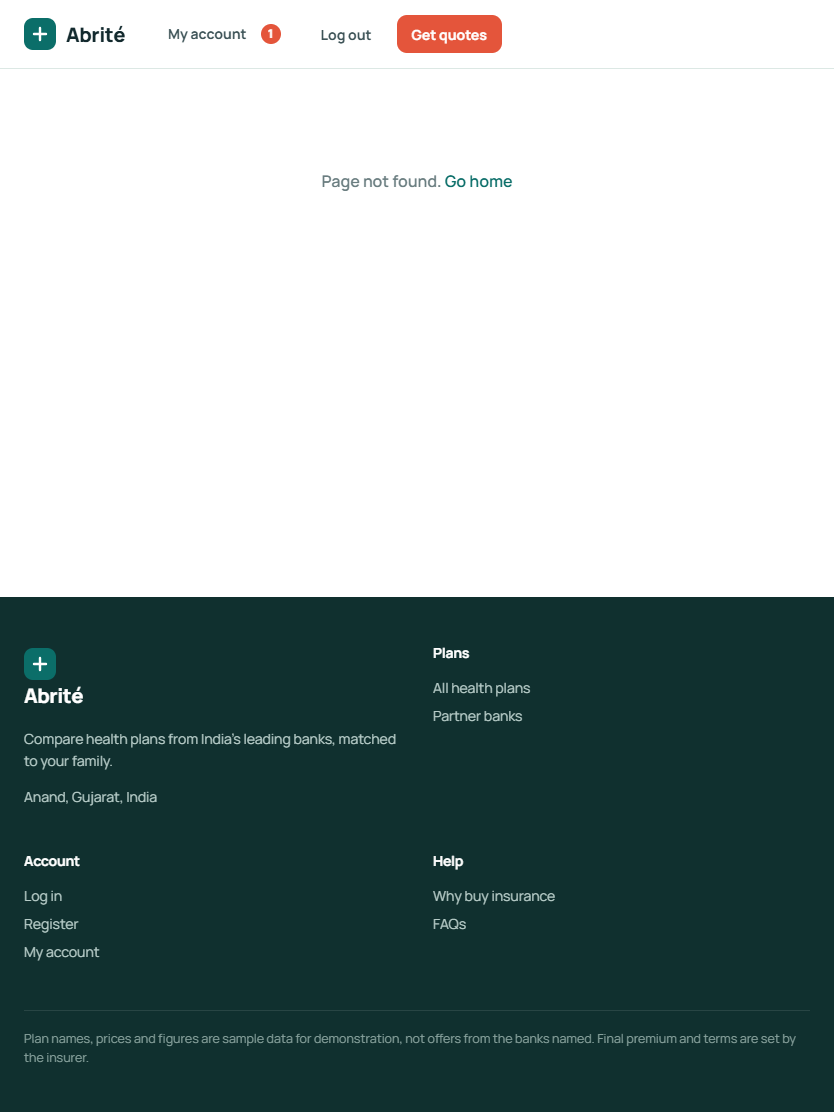 Abrité
My account 1
Log out
Get quotes
Page not found. Go home
Abrité
Compare health plans from India's leading banks, matched
to your family.
Anand, Gujarat, India
Plans
All health plans
Partner banks
Account
Log in
Register
My account
Help
Why buy insurance
FAQs
Plan names, prices and figures are sample data for demonstration, not offers from the banks named. Final premium and terms are set by
the insurer.